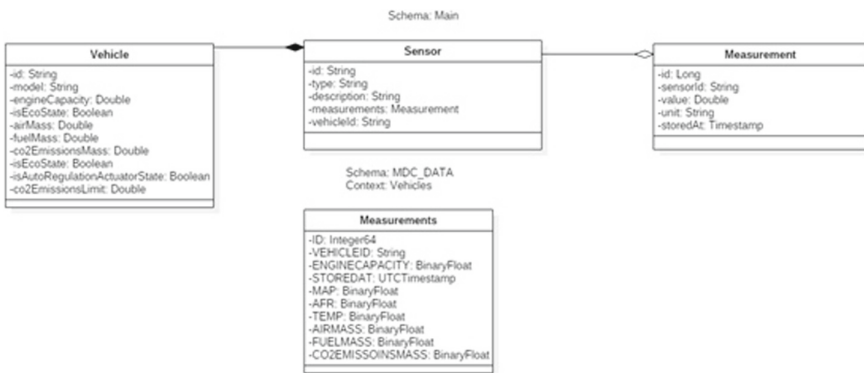 Schema: Main
Vehicle
-id: String
-model: String
-engineCapacity: Double
-isEcoState: Boolean
-airMass: Double
-fuelMass: Double
-co2EmissionsMass: Double
-isEcoState: Boolean
-isAutoRegulationActuatorState: Boolean
-co2EmissionsLimit: Double
Sensor
-id: String
-type: String
-description: String
-measurements: Measurement
-vehicleId: String
Measurement
-id: Long
-sensorId: String
-value: Double
-unit: String
-storedAt: Timestamp
Schema: MDC_DATA
Context: Vehicles
Measurements
-ID: Integer64
-VEHICLEID: String
-ENGINECAPACITY: BinaryFloat
-STOREDAT: UTCTimestamp
-MAP: BinaryFloat
-AFR: BinaryFloat
-TEMP: BinaryFloat
-AIRMASS: BinaryFloat
-FUELMASS: BinaryFloat
-CO2EMISSOINSMASS: BinaryFloat